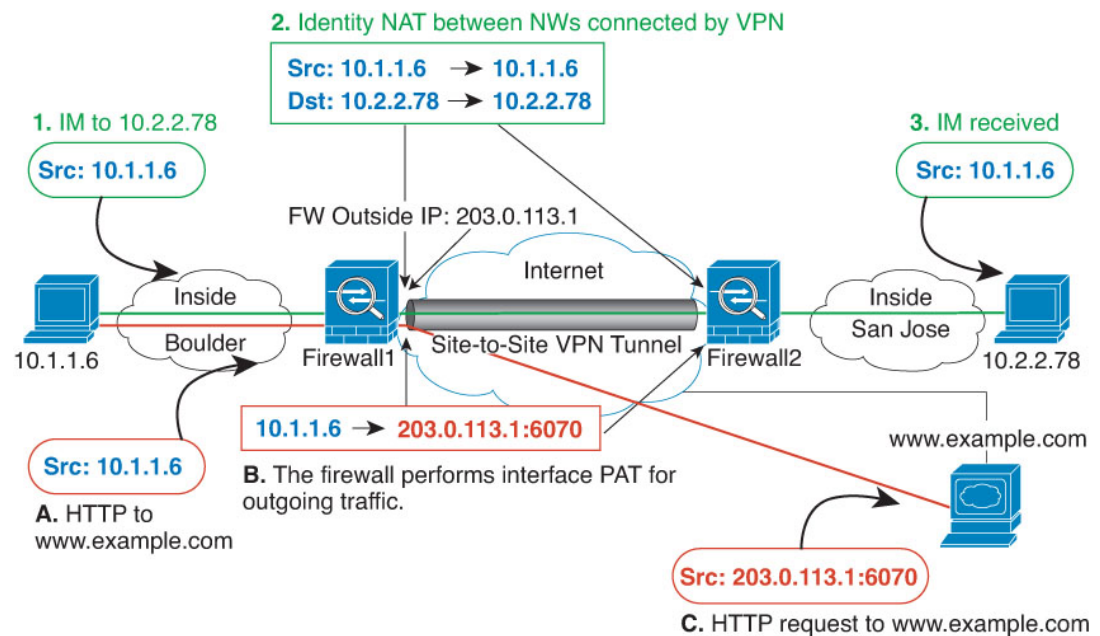 2. Identity NAT between NWs connected by VPN
Src: 10.1.1.6 → 10.1.1.6
Dst: 10.2.2.78 → 10.2.2.78
1. IM to 10.2.2.78
Src: 10.1.1.6
3. IM received
Src: 10.1.1.6
FW Outside IP: 203.0.113.1
Internet
Inside
Boulder
Inside
San Jose
10.1.1.6
Firewall1
Site-to-Site VPN Tunnel
Firewall2
10.2.2.78
10.1.1.6 → 203.0.113.1:6070
B. The firewall performs interface PAT for
outgoing traffic.
Src: 10.1.1.6
A. HTTP to
www.example.com
www.example.com
Src: 203.0.113.1:6070
C. HTTP request to www.example.com